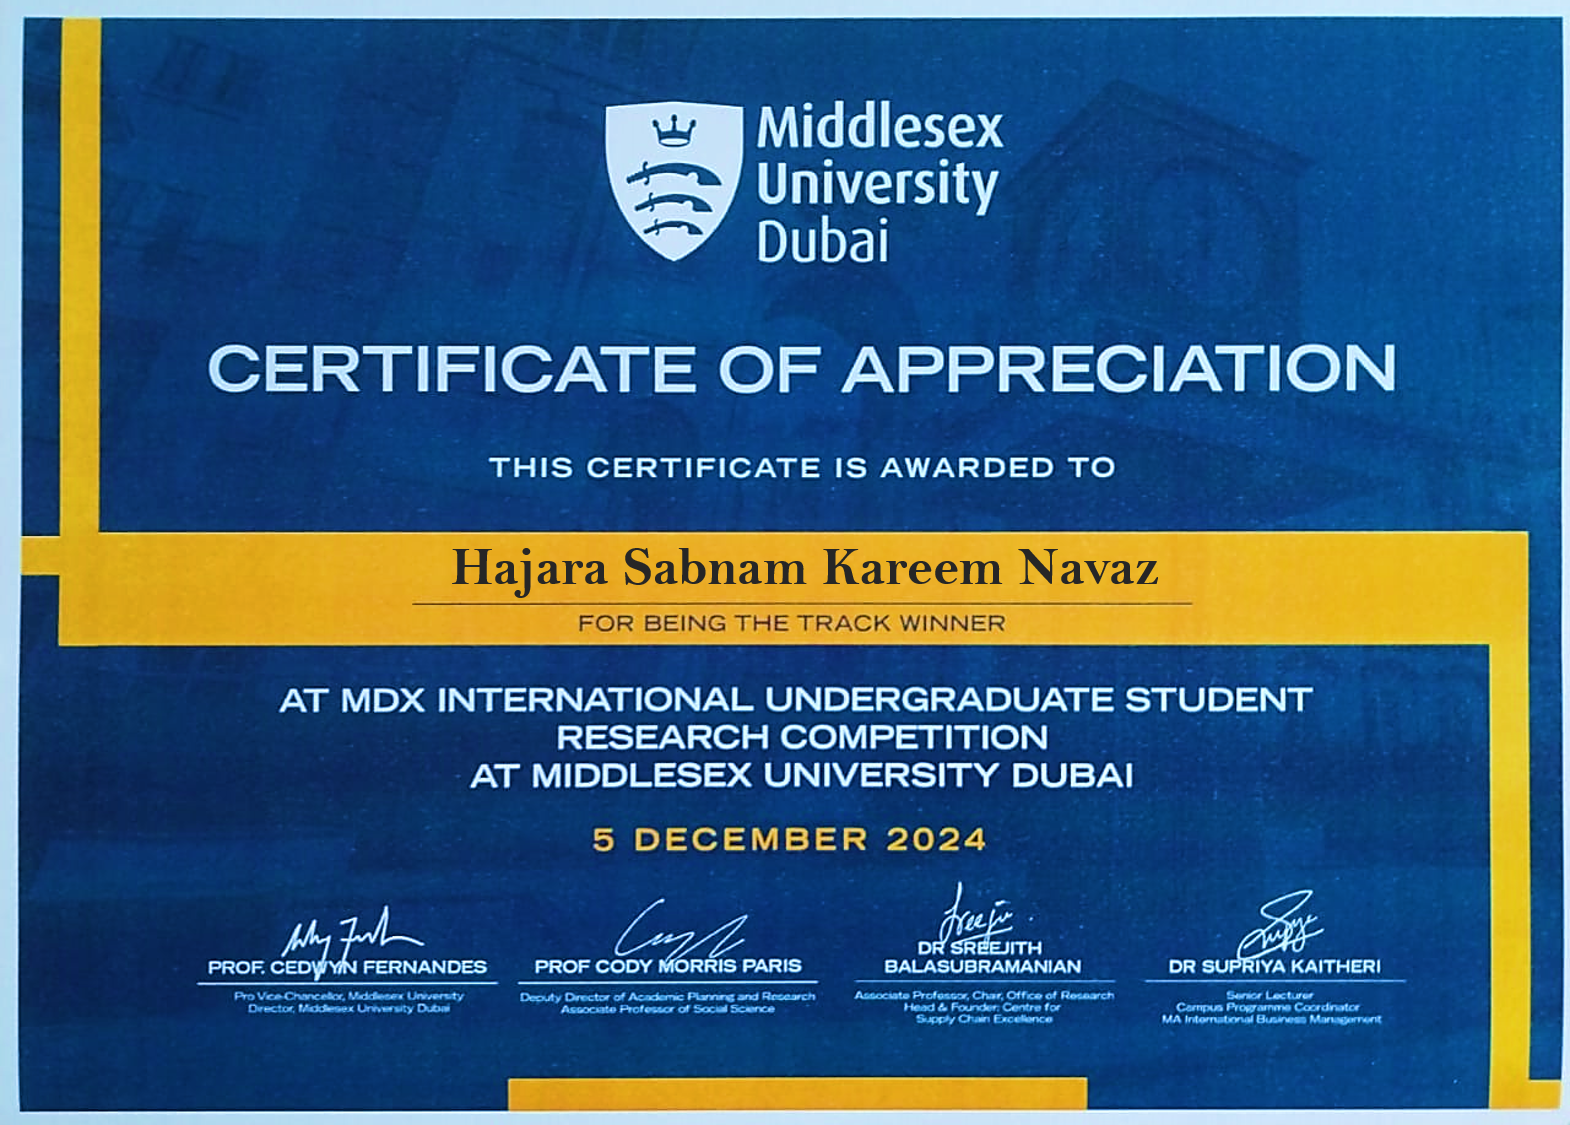 Middlesex
University
Dubai
CERTIFICATE OF APPRECIATION
THIS CERTIFICATE IS AWARDED TO
Hajara Sabnam Kareem Navaz
FOR BEING THE TRACK WINNER
AT MDX INTERNATIONAL UNDERGRADUATE STUDENT
RESEARCH COMPETITION
AT MIDDLESEX UNIVERSITY DUBAI
5 DECEMBER 2024
PROF. CEDWYN FERNANDES
Pro Vice-Chancellor, Middlesex University
Director, Middlesex University Dubai
PROF CODY MORRIS PARIS
Deputy Director of Academic Planning and Research
Associate Professor of Social Science
DR SREEJITH
BALASUBRAMANIAN
Associate Professor, Chair, Office of Research
Head & Founder: Centre for
Supply Chain Excellence
DR SUPRIYA KAITHERI
Senior Lecturer
Campus Programme Coordinator
MA International Business Management